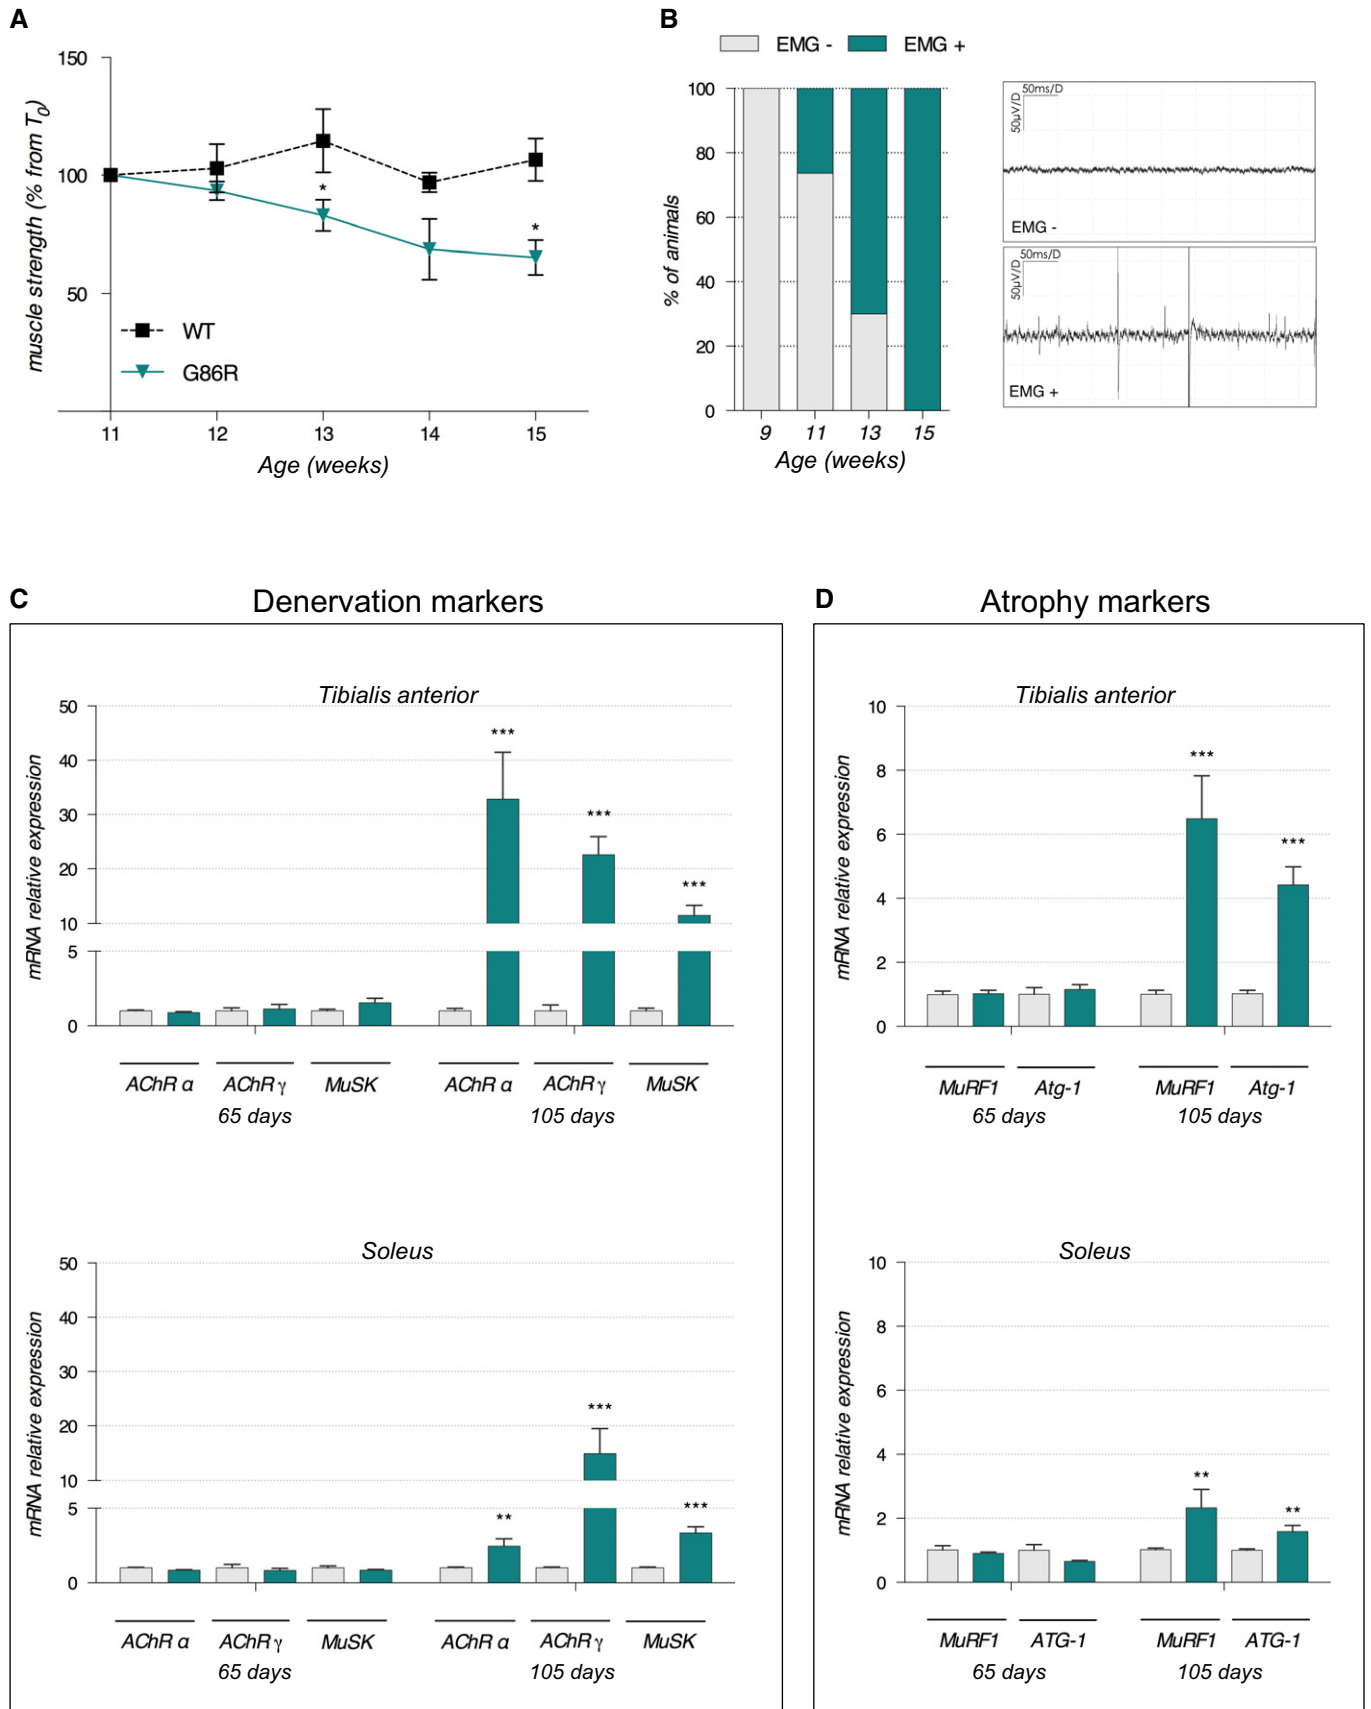 A
150
100
50
muscle strength (% from T0)
*
*
WT
G86R
11 12 13 14 15
Age (weeks)
B
EMG - EMG +
100
80
60
40
20
0
% of animals
9 11 13 15
Age (weeks)
50ms/D
50µV/D
EMG -
50ms/D
50µV/D
EMG +
C
Denervation markers
Tibialis anterior
mRNA relative expression
50
40
30
20
10
5
0
***
***
***
AChR α AChR γ MuSK AChR α AChR γ MuSK
65 days 105 days
Soleus
mRNA relative expression
50
40
30
20
10
5
0
**
***
***
AChR α AChR γ MuSK AChR α AChR γ MuSK
65 days 105 days
D
Atrophy markers
Tibialis anterior
mRNA relative expression
10
8
6
4
2
0
***
***
MuRF1 Atg-1 MuRF1 Atg-1
65 days 105 days
Soleus
mRNA relative expression
10
8
6
4
2
0
**
**
MuRF1 ATG-1 MuRF1 ATG-1
65 days 105 days